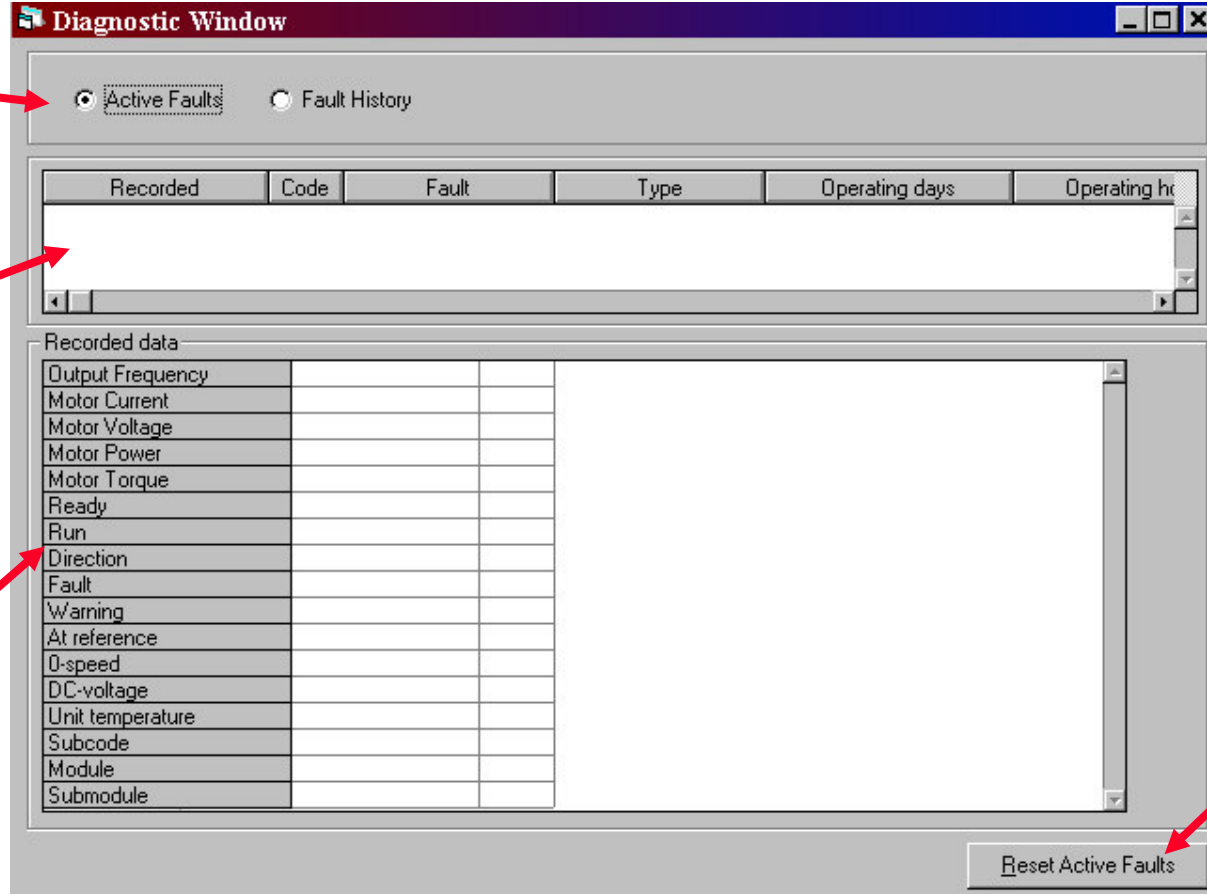 Diagnostic Window
Active Faults Fault History
Recorded Code Fault Type Operating days Operating ho
Recorded data
Output Frequency
Motor Current
Motor Voltage
Motor Power
Motor Torque
Ready
Run
Direction
Fault
Warning
At reference
0-speed
DC-voltage
Unit temperature
Subcode
Module
Submodule
Reset Active Faults